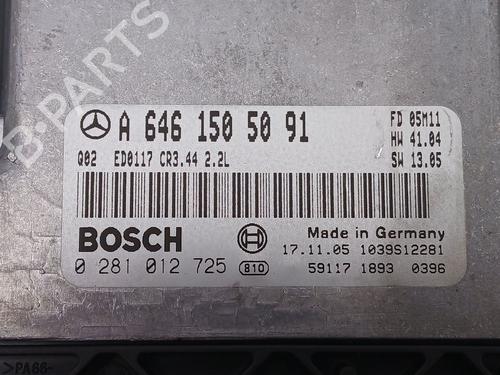 B-PARTS
A 646 150 50 91
FD 05M11
Q02 ED0117 CR3.44 2.2L
HW 41.04
SW 13.05
BOSCH
Made in Germany
17.11.05 1039S12281
0 281 012 725 810
59117 1893 0396
>PA66-